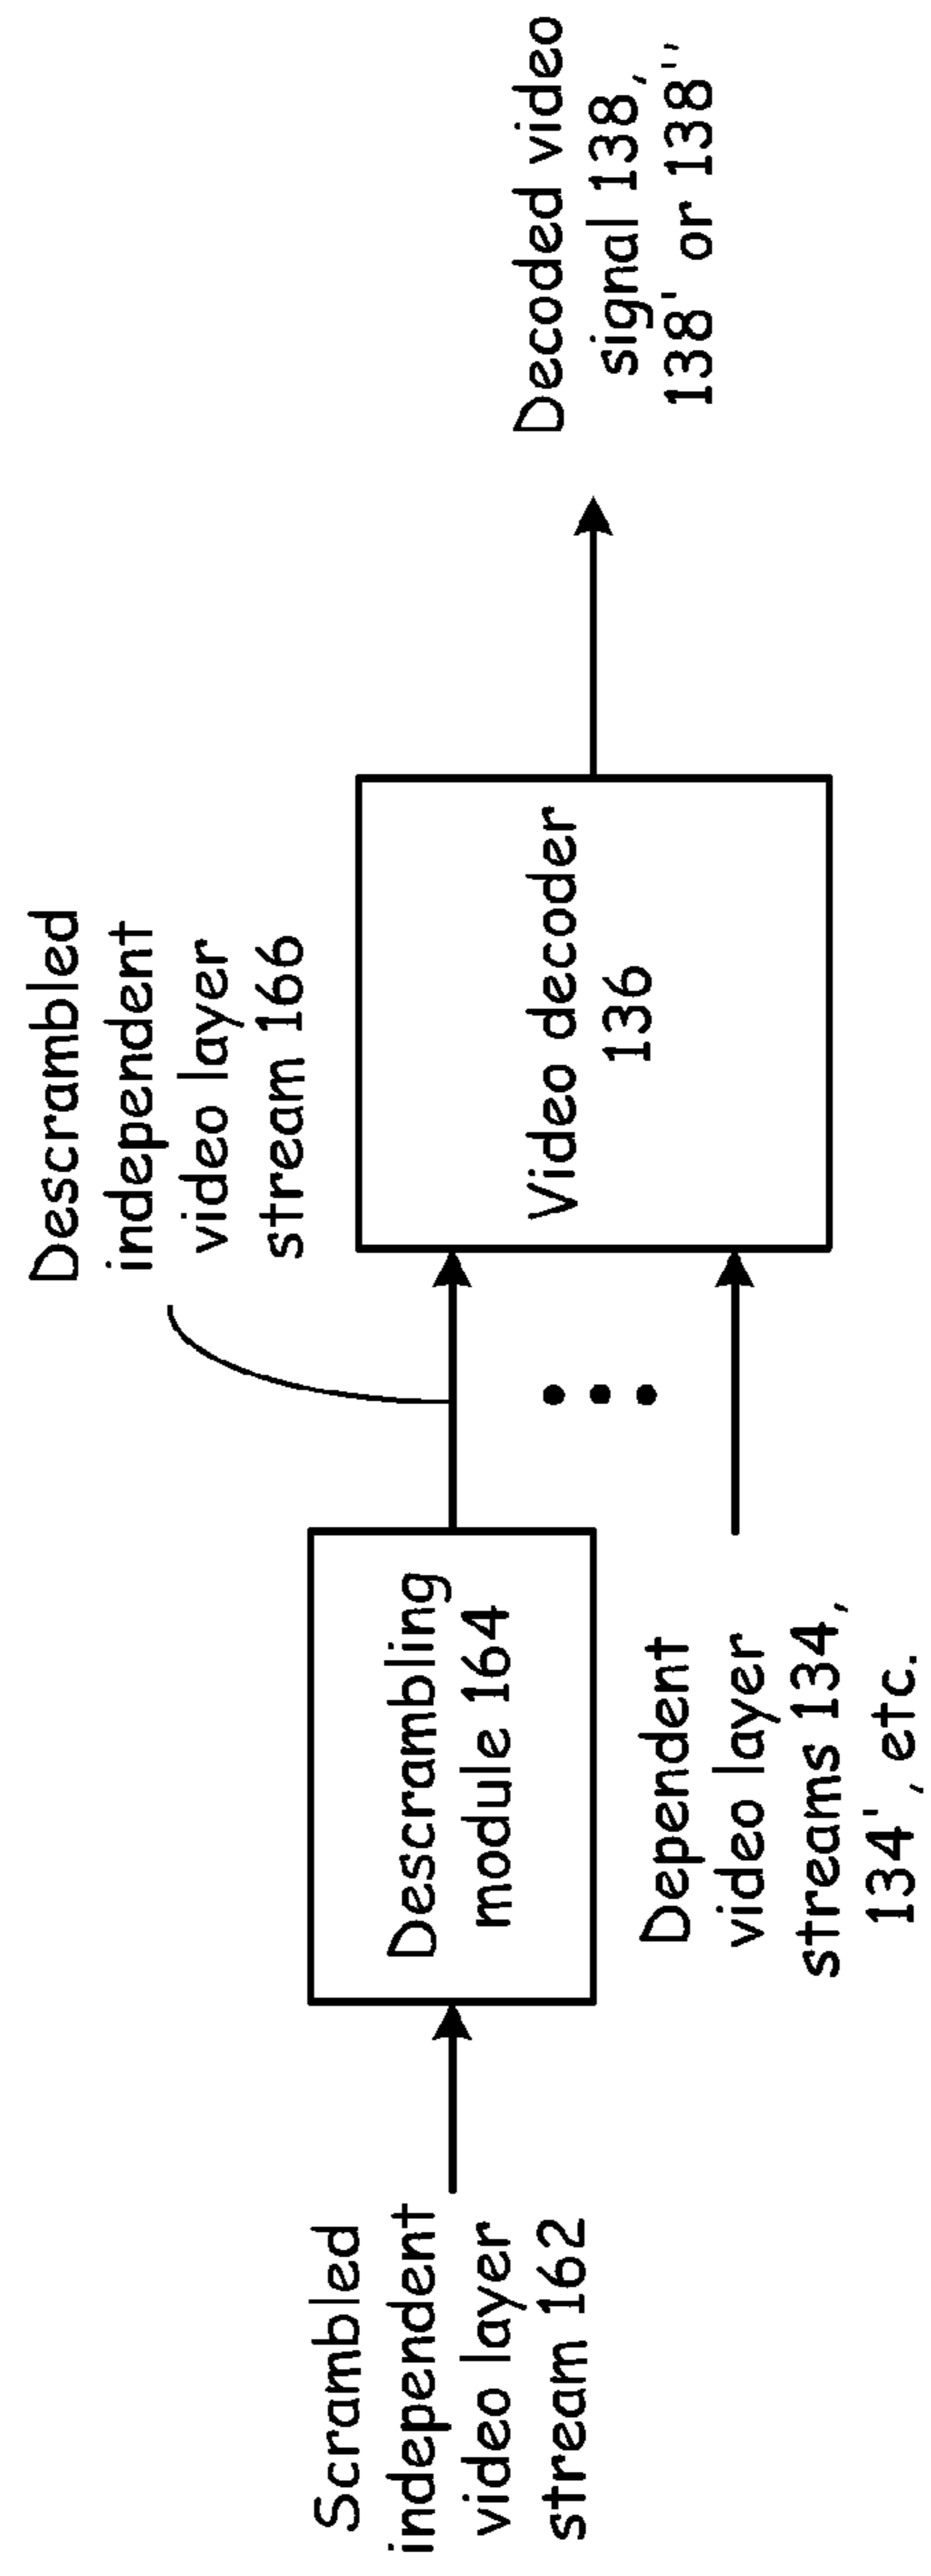 Scrambled
independent
video layer
stream 162
Descrambling
module 164
Descrambled
independent
video layer
stream 166
Dependent
video layer
streams 134,
134', etc.
Video decoder
136
Decoded video
signal 138,
138' or 138''